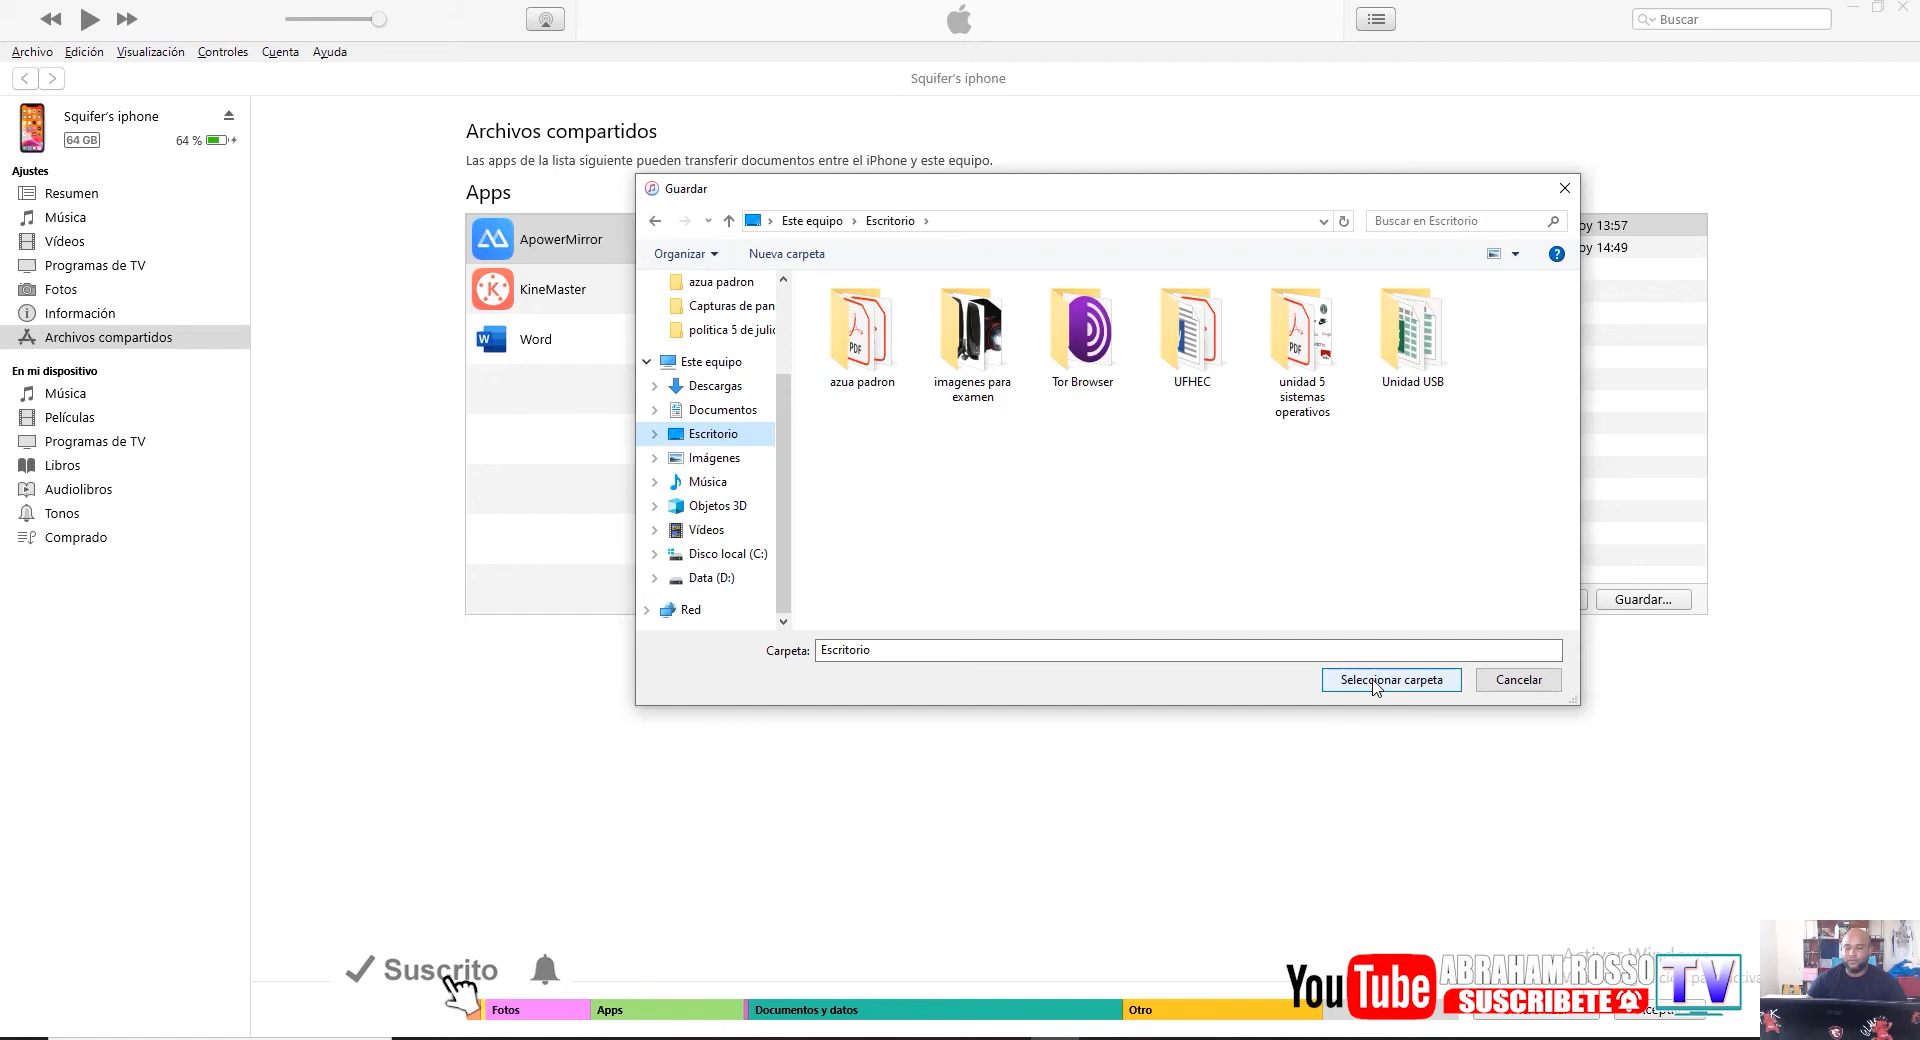 Buscar
Archivo Edición Visualización Controles Cuenta Ayuda
Squifer's iphone
Squifer's iphone
64 GB 64 %
Ajustes
Resumen
Música
Vídeos
Programas de TV
Fotos
Información
Archivos compartidos
En mi dispositivo
Música
Películas
Programas de TV
Libros
Audiolibros
Tonos
Comprado
Archivos compartidos
Las apps de la lista siguiente pueden transferir documentos entre el iPhone y este equipo.
Apps
ApowerMirror
KineMaster
Word
oy 13:57
oy 14:49
Guardar...
Guardar
Este equipo Escritorio
Buscar en Escritorio
Organizar Nueva carpeta
azua padron
Capturas de pan
politica 5 de julio
Este equipo
Descargas
Documentos
Escritorio
Imágenes
Música
Objetos 3D
Vídeos
Disco local (C:)
Data (D:)
Red
azua padron
imagenes para
examen
Tor Browser
UFHEC
unidad 5
sistemas
operativos
Unidad USB
Carpeta: Escritorio
Seleccionar carpeta Cancelar
Suscrito
Fotos Apps Documentos y datos Otro
YouTube
ABRAHAM ROSSO
SUSCRIBETE
TV